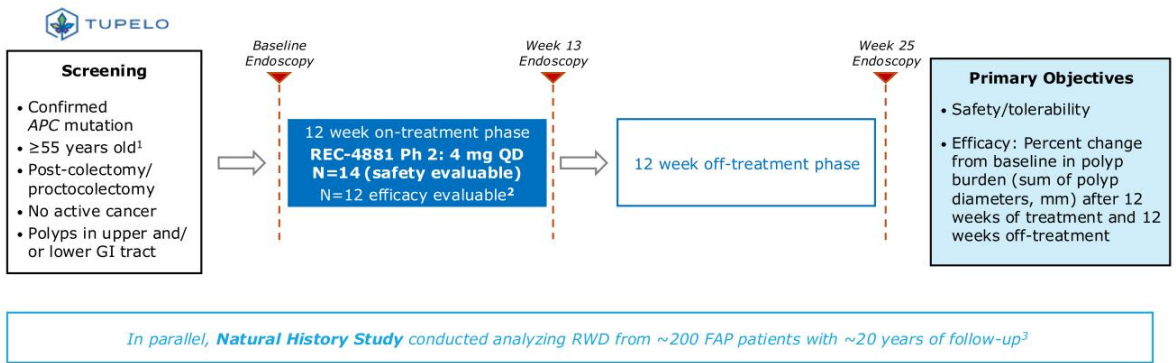 TUPELO
Screening
• Confirmed
APC mutation
• ≥55 years old¹
• Post-colectomy/
proctocolectomy
• No active cancer
• Polyps in upper and/
or lower GI tract
Baseline
Endoscopy
12 week on-treatment phase
REC-4881 Ph 2: 4 mg QD
N=14 (safety evaluable)
N=12 efficacy evaluable²
Week 13
Endoscopy
12 week off-treatment phase
Week 25
Endoscopy
Primary Objectives
• Safety/tolerability
• Efficacy: Percent change
from baseline in polyp
burden (sum of polyp
diameters, mm) after 12
weeks of treatment and 12
weeks off-treatment
In parallel, Natural History Study conducted analyzing RWD from ~200 FAP patients with ~20 years of follow-up³